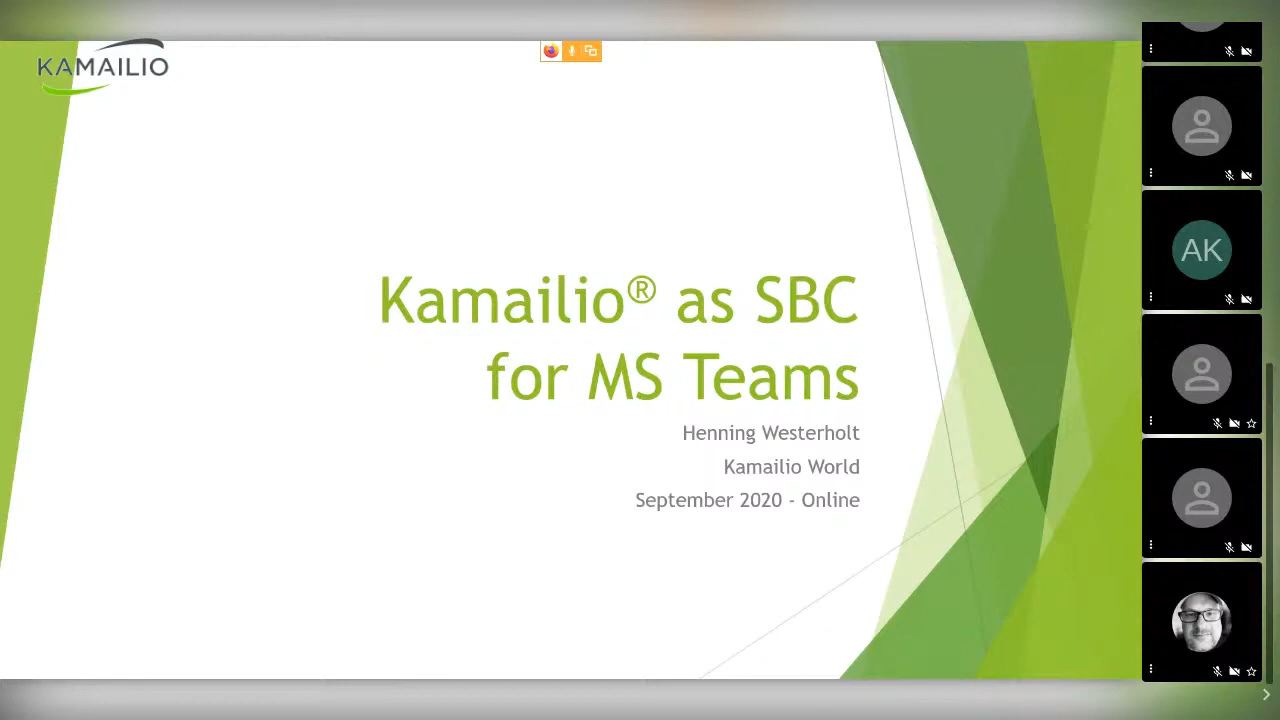 KAMAILIO
Kamailio® as SBC
for MS Teams
Henning Westerholt
Kamailio World
September 2020 - Online
AK